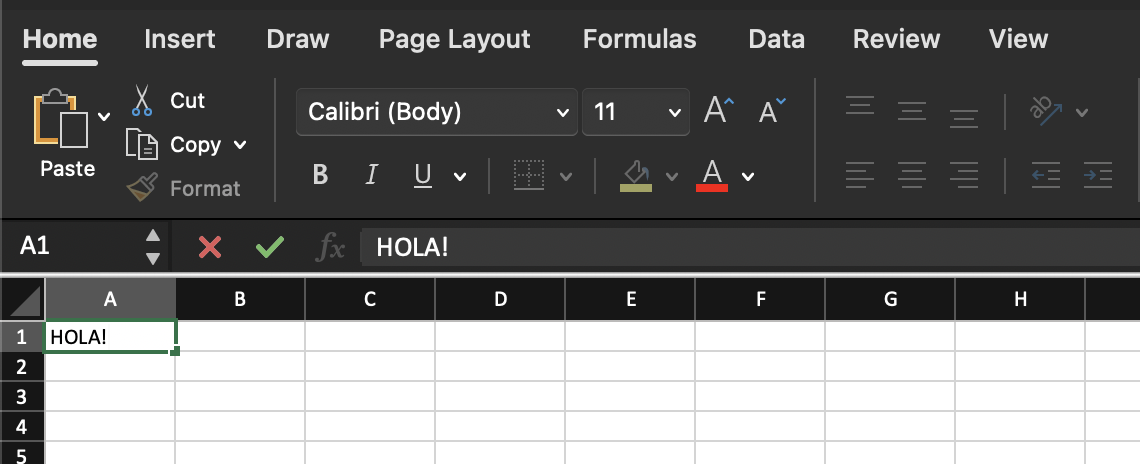 Home Insert Draw Page Layout Formulas Data Review View
Cut
Calibri (Body) 11 A A ab
Copy
Paste
B I U A
Format
A1 fx HOLA!
A B C D E F G H
1 HOLA!
2
3
4
5